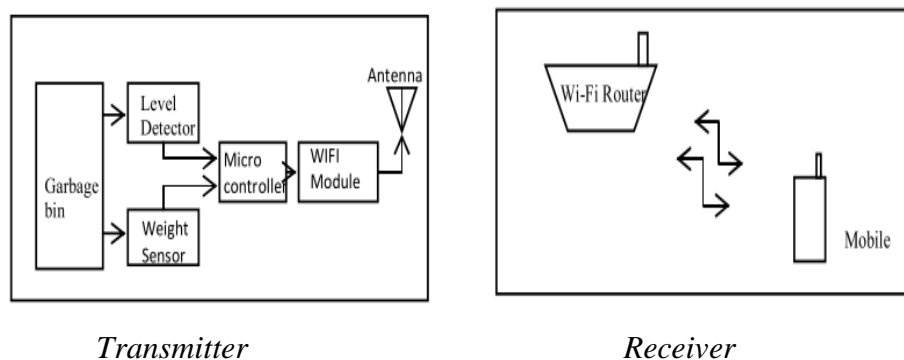 Garbage
bin
Level
Detector
Weight
Sensor
Micro
controller
WIFI
Module
Antenna
Wi-Fi Router
Mobile
Transmitter
Receiver